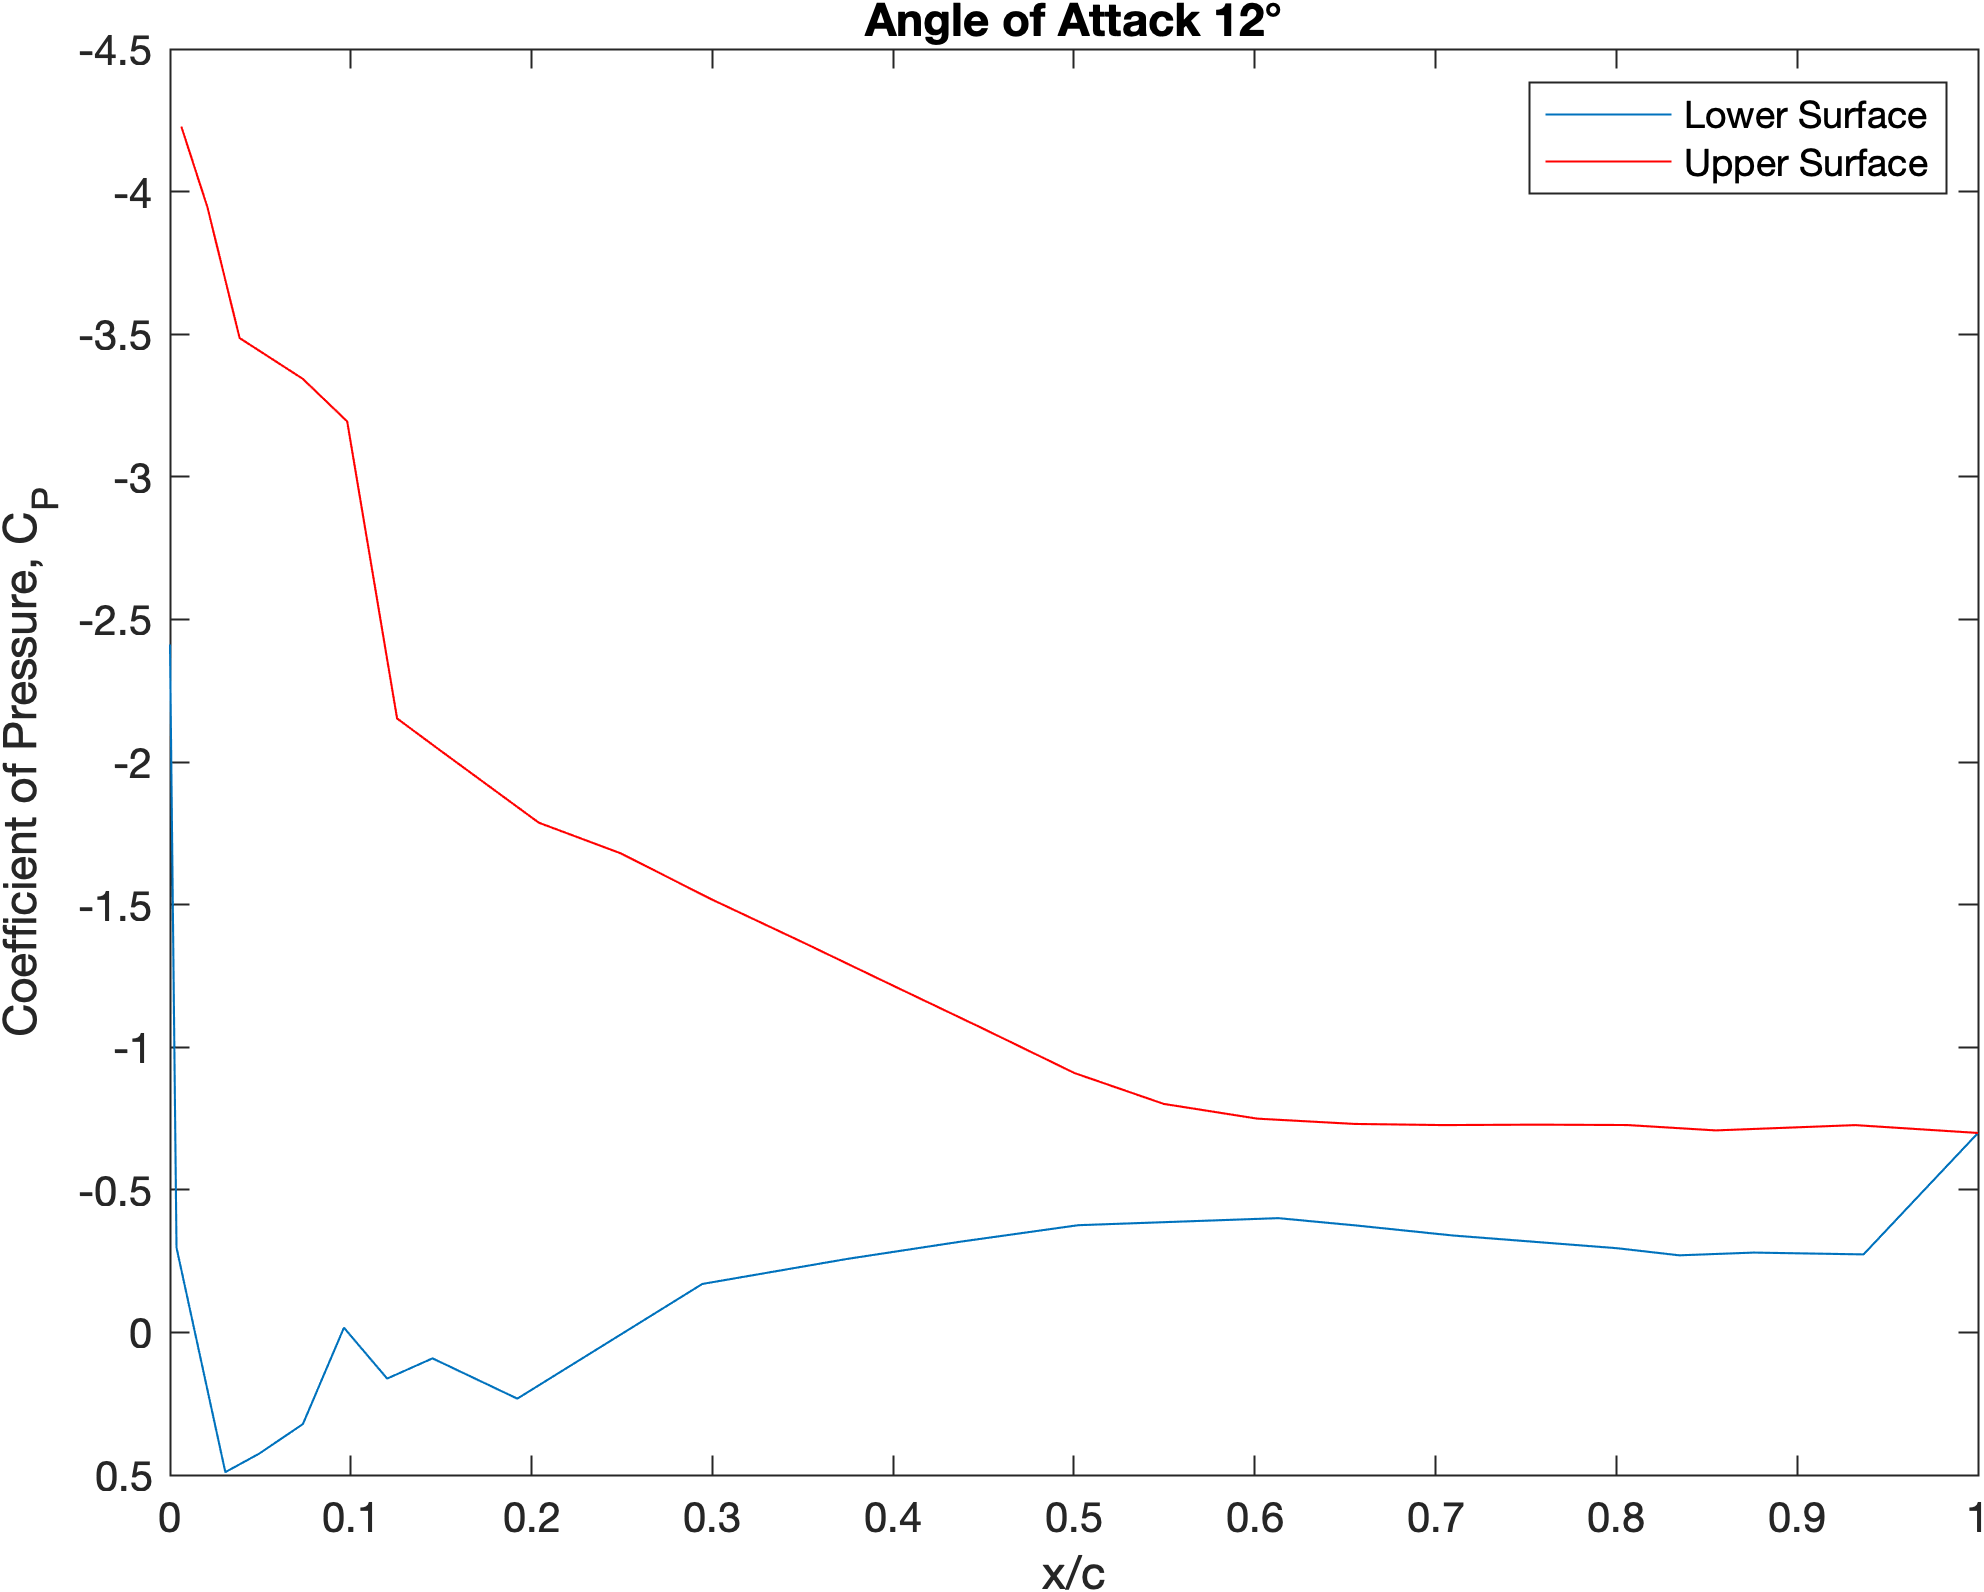 Angle of Attack 12°
-4.5
-4
-3.5
-3
-2.5
-2
-1.5
-1
-0.5
0
0.5
Coefficient of Pressure, CP
Lower Surface
Upper Surface
0 0.1 0.2 0.3 0.4 0.5 0.6 0.7 0.8 0.9 1
x/c